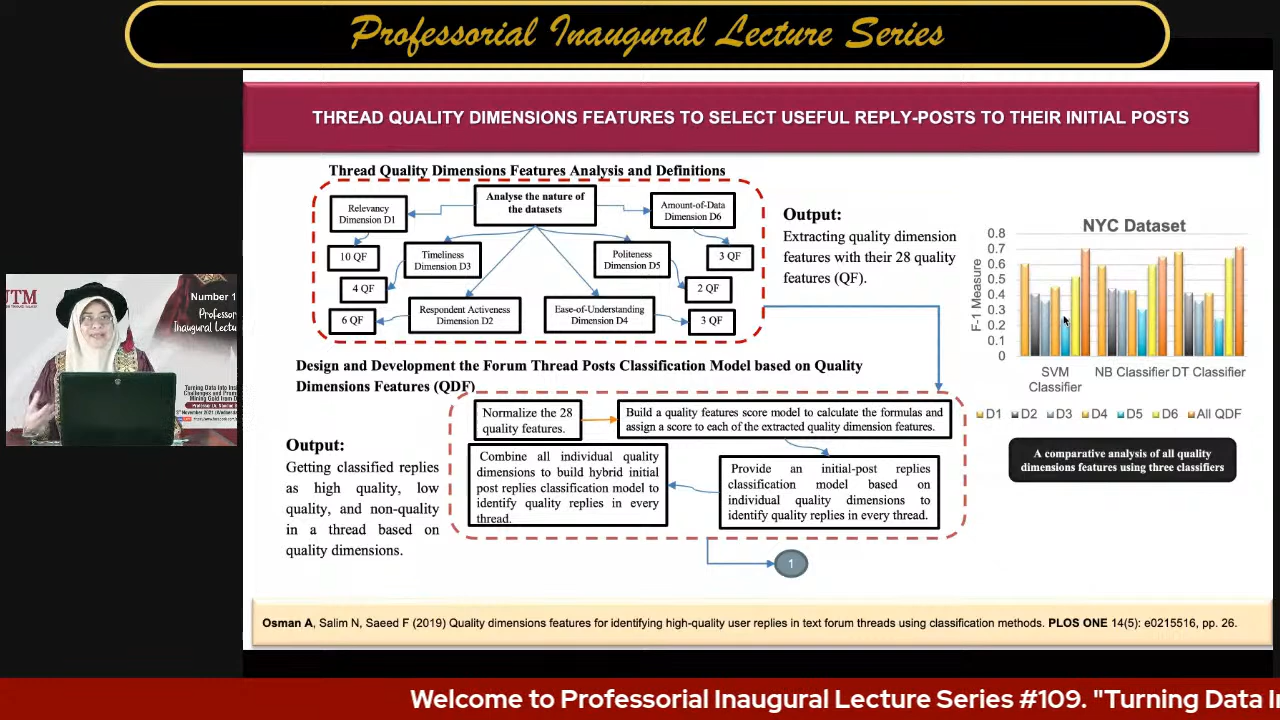 Professorial Inaugural Lecture Series
THREAD QUALITY DIMENSIONS FEATURES TO SELECT USEFUL REPLY-POSTS TO THEIR INITIAL POSTS
Thread Quality Dimensions Features Analysis and Definitions
Analyse the nature of
the datasets
Relevancy
Dimension D1
Amount-of-Data
Dimension D6
10 QF
Timeliness
Dimension D3
Politeness
Dimension D5
3 QF
4 QF
2 QF
6 QF
Respondent Activeness
Dimension D2
Ease-of-Understanding
Dimension D4
3 QF
Output:
Extracting quality dimension
features with their 28 quality
features (QF).
NYC Dataset
F-1 Measure
0.8
0.7
0.6
0.5
0.4
0.3
0.2
0.1
0
SVM
Classifier
NB Classifier
DT Classifier
D1
D2
D3
D4
D5
D6
All QDF
A comparative analysis of all quality
dimensions features using three classifiers
Design and Development the Forum Thread Posts Classification Model based on Quality
Dimensions Features (QDF)
Normalize the 28
quality features.
Build a quality features score model to calculate the formulas and
assign a score to each of the extracted quality dimension features.
Output:
Getting classified replies
as high quality, low
quality, and non-quality
in a thread based on
quality dimensions.
Combine all individual quality
dimensions to build hybrid initial
post replies classification model to
identify quality replies in every
thread.
Provide an initial-post replies
classification model based on
individual quality dimensions to
identify quality replies in every thread.
1
UTM
Number 1
Professor
Inaugural Lectu
Turning Data Into Ins
Challenges and Prom
Mining Gold from D
Osman A, Salim N, Saeed F (2019) Quality dimensions features for identifying high-quality user replies in text forum threads using classification methods. PLOS ONE 14(5): e0215516, pp. 26.
Welcome to Professorial Inaugural Lecture Series #109. "Turning Data I